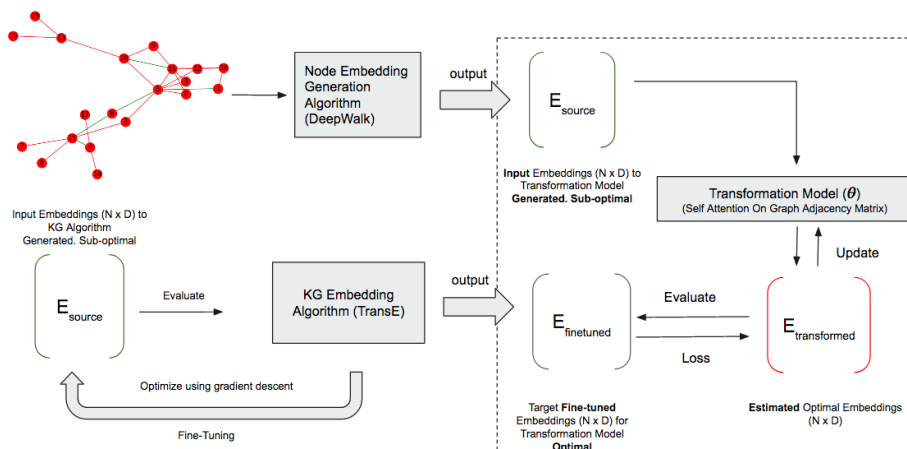 Node Embedding
Generation
Algorithm
(DeepWalk)
output
E source
Input Embeddings (N x D) to
Transformation Model
Generated. Sub-optimal
Transformation Model (θ)
(Self Attention On Graph Adjacency Matrix)
Update
Input Embeddings (N x D) to
KG Algorithm
Generated. Sub-optimal
E source
Evaluate
KG Embedding
Algorithm (TransE)
output
E finetuned
Evaluate
Loss
E transformed
Optimize using gradient descent
Fine-Tuning
Target Fine-tuned
Embeddings (N x D) for
Transformation Model
Optimal
Estimated Optimal Embeddings
(N x D)